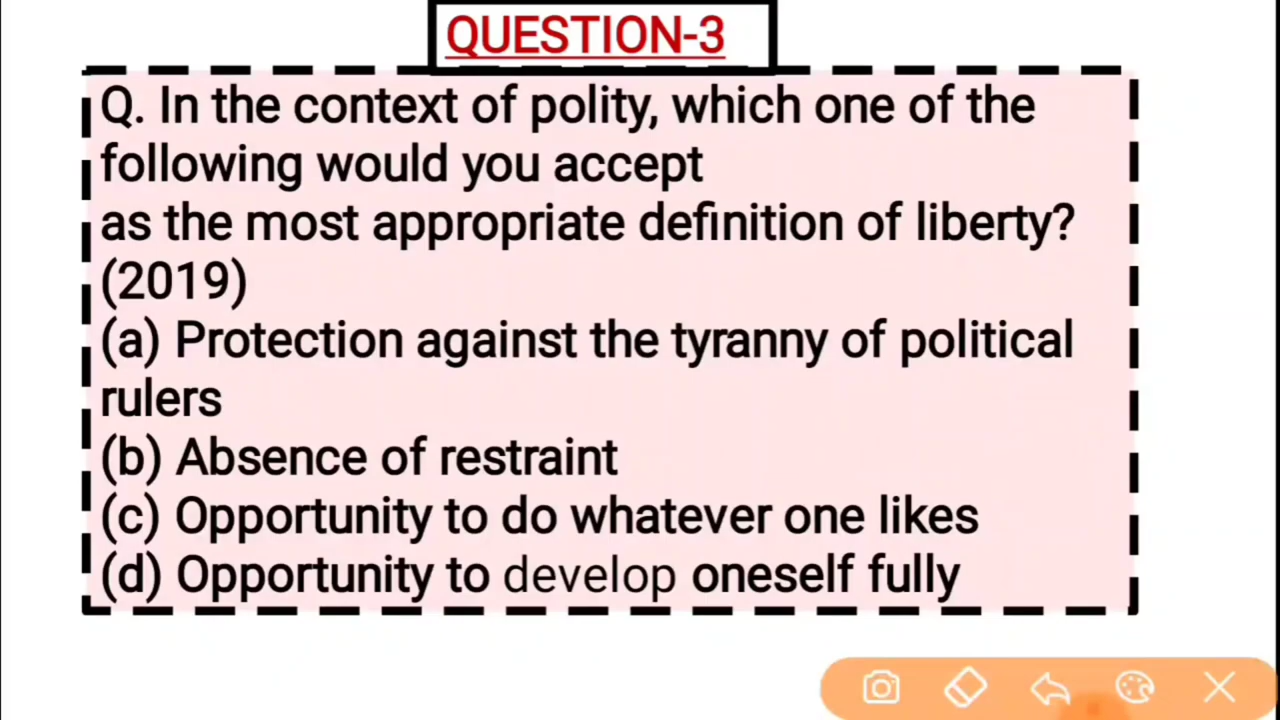 QUESTION-3
Q. In the context of polity, which one of the
following would you accept
as the most appropriate definition of liberty?
(2019)
(a) Protection against the tyranny of political
rulers
(b) Absence of restraint
(c) Opportunity to do whatever one likes
(d) Opportunity to develop oneself fully